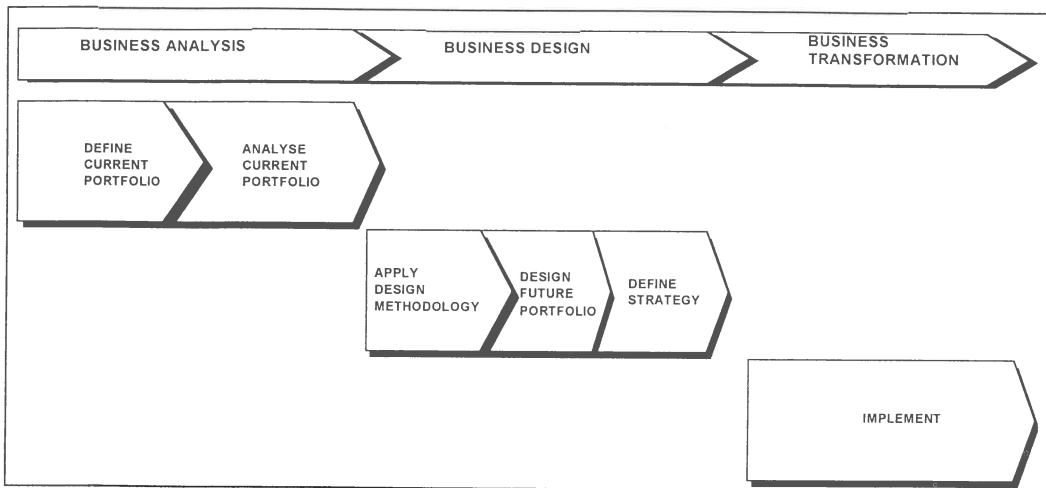 BUSINESS ANALYSIS
BUSINESS DESIGN
BUSINESS
TRANSFORMATION
DEFINE
CURRENT
PORTFOLIO
ANALYSE
CURRENT
PORTFOLIO
APPLY
DESIGN
METHODOLOGY
DESIGN
FUTURE
PORTFOLIO
DEFINE
STRATEGY
IMPLEMENT